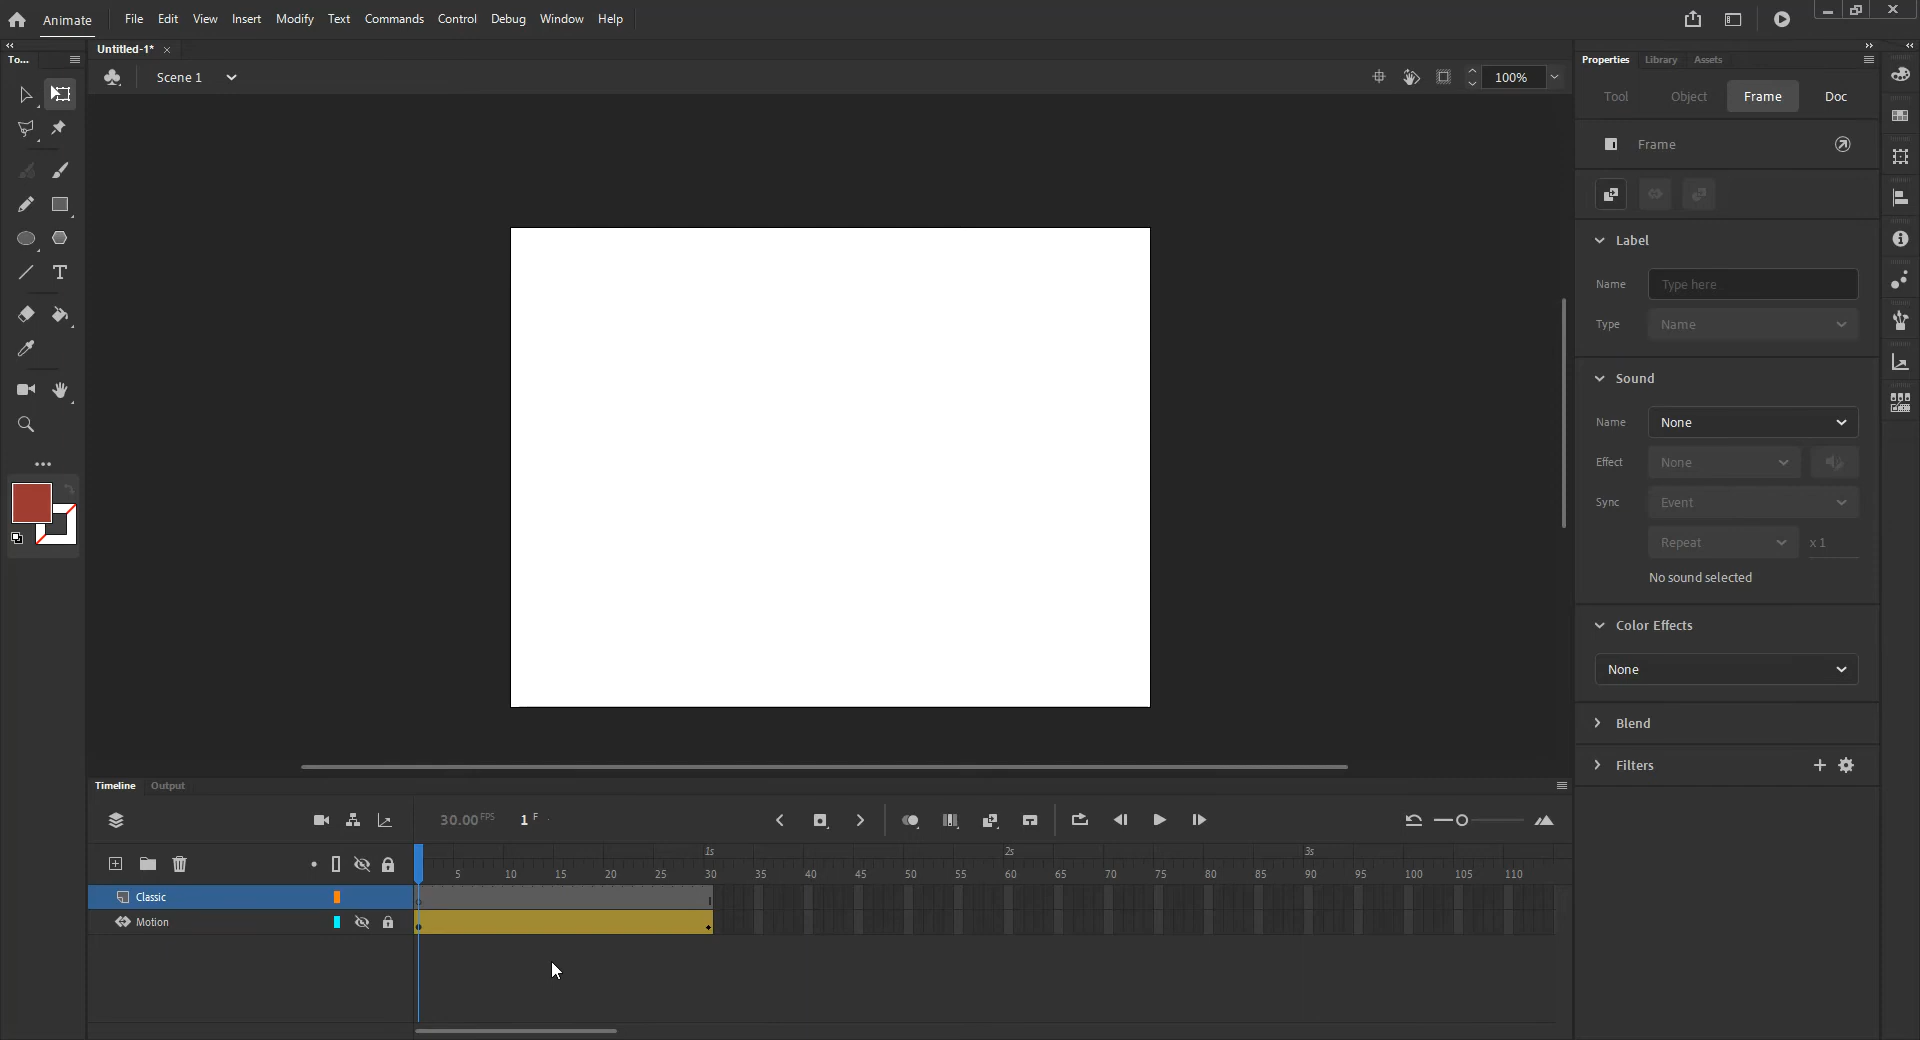 Animate File Edit View Insert Modify Text Commands Control Debug Window Help
To... Untitled-1* Properties Library Assets
Scene 1 100%
Tool Object Frame Doc
Frame
Label
Name Type here
Type Name
Sound
Name None
Effect None
Sync Event
Repeat x 1
No sound selected
Color Effects
None
Blend
Filters
Timeline Output
30.00 FPS 1 F
1s 2s 3s
5 10 15 20 25 30 35 40 45 50 55 60 65 70 75 80 85 90 95 100 105 110
Classic
Motion